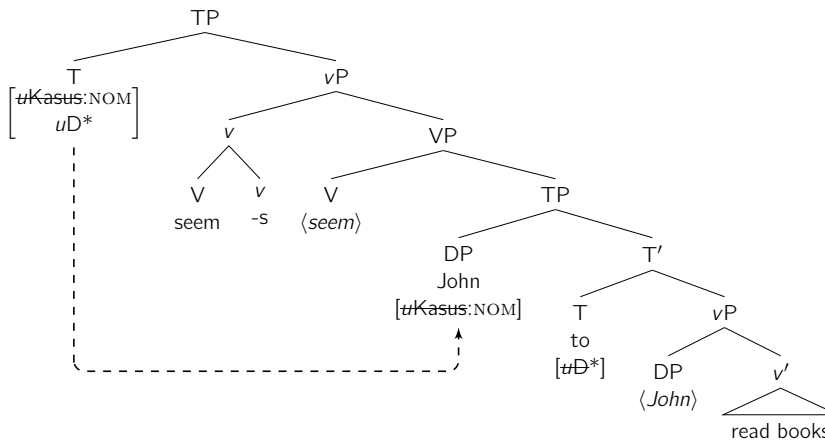 TP
T
vP
[uKasus:NOM
uD*]
v
VP
V
v
V
TP
seem
-s
⟨seem⟩
DP
T′
John
[uKasus:NOM]
T
vP
to
[uD*]
DP
v′
⟨John⟩
read books